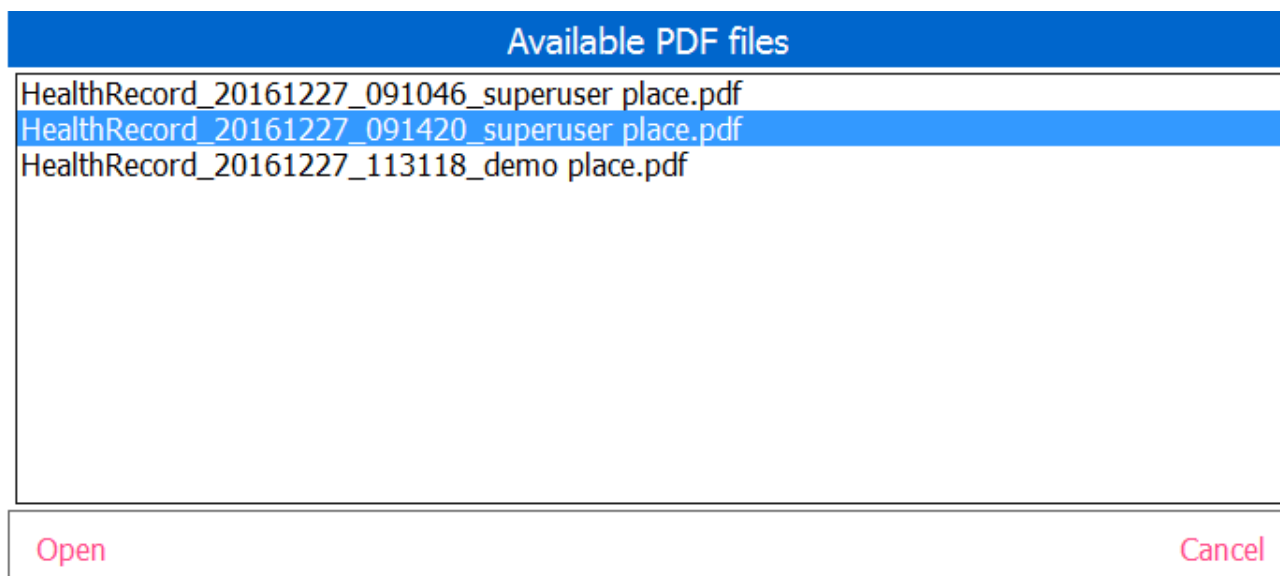 Available PDF files
HealthRecord_20161227_091046_superuser place.pdf
HealthRecord_20161227_091420_superuser place.pdf
HealthRecord_20161227_113118_demo place.pdf
Open Cancel